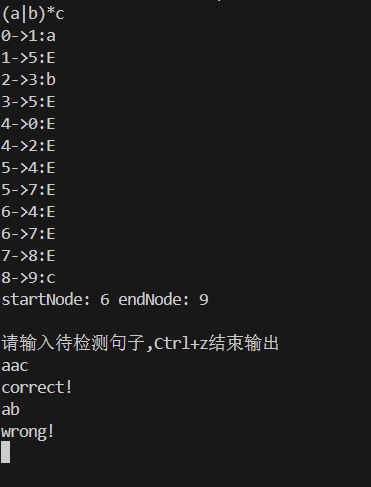 (a|b)*c
0->1:a
1->5:E
2->3:b
3->5:E
4->0:E
4->2:E
5->4:E
5->7:E
6->4:E
6->7:E
7->8:E
8->9:c
startNode: 6 endNode: 9
请输入待检测句子,Ctrl+z结束输出
aac
correct!
ab
wrong!